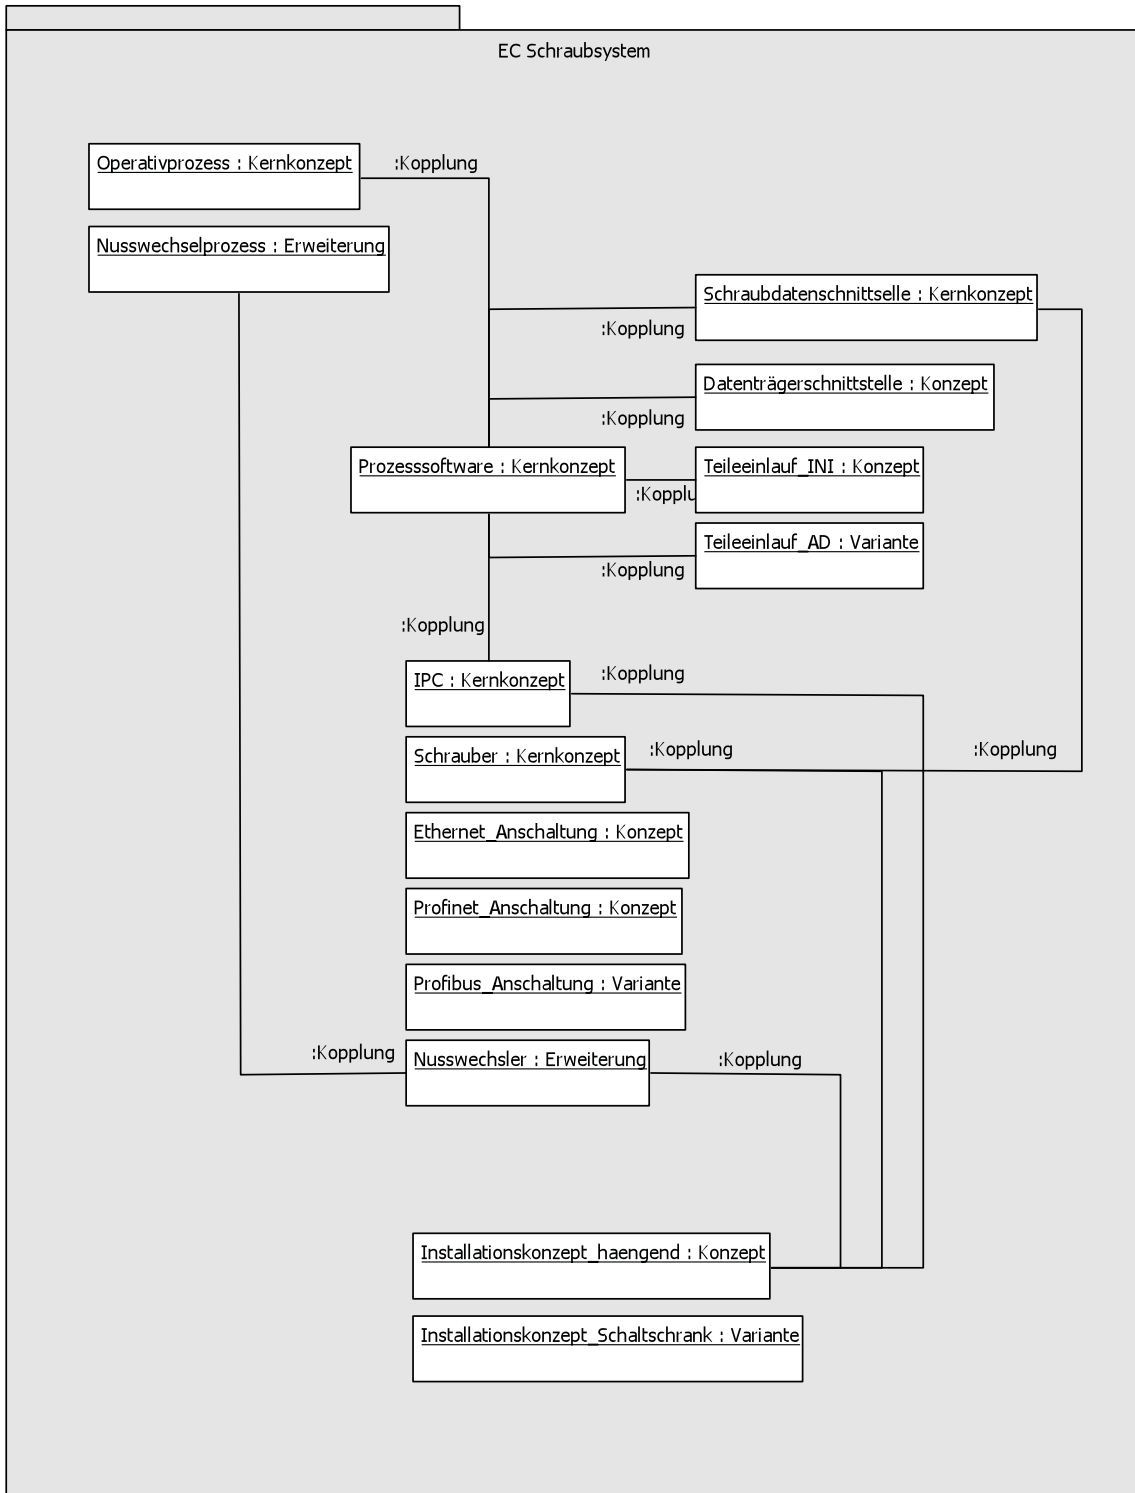 EC Schraubsystem
Operativprozess : Kernkonzept
:Kopplung
Nusswechselprozess : Erweiterung
Schraubdatenschnittselle : Kernkonzept
:Kopplung
Datenträgerschnittstelle : Konzept
:Kopplung
Prozesssoftware : Kernkonzept
Teileeinlauf_INI : Konzept
:Kopplu
Teileeinlauf_AD : Variante
:Kopplung
:Kopplung
IPC : Kernkonzept
:Kopplung
Schrauber : Kernkonzept
:Kopplung
:Kopplung
Ethernet_Anschaltung : Konzept
Profinet_Anschaltung : Konzept
Profibus_Anschaltung : Variante
:Kopplung
Nusswechsler : Erweiterung
:Kopplung
Installationskonzept_haengend : Konzept
Installationskonzept_Schaltschrank : Variante